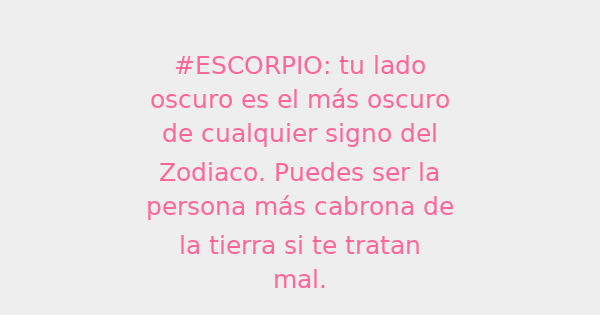 #ESCORPIO: tu lado
oscuro es el más oscuro
de cualquier signo del
Zodiaco. Puedes ser la
persona más cabrona de
la tierra si te tratan
mal.